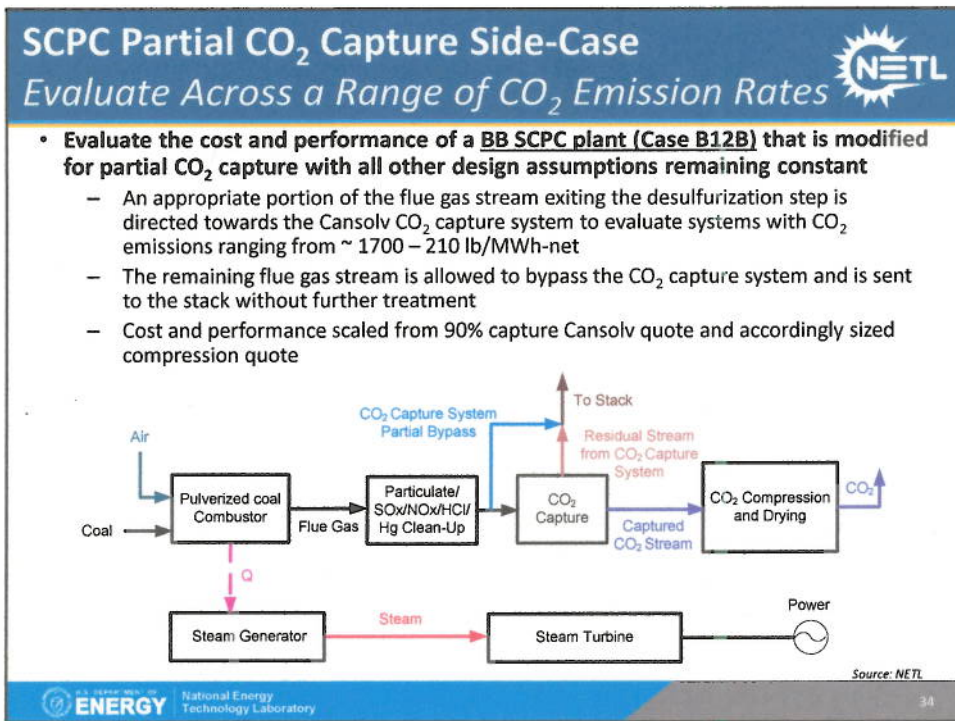 SCPC Partial CO₂ Capture Side-Case
Evaluate Across a Range of CO₂ Emission Rates
NETL
• Evaluate the cost and performance of a BB SCPC plant (Case B12B) that is modified
for partial CO₂ capture with all other design assumptions remaining constant
– An appropriate portion of the flue gas stream exiting the desulfurization step is
directed towards the Cansolv CO₂ capture system to evaluate systems with CO₂
emissions ranging from ~ 1700 – 210 lb/MWh-net
– The remaining flue gas stream is allowed to bypass the CO₂ capture system and is sent
to the stack without further treatment
– Cost and performance scaled from 90% capture Cansolv quote and accordingly sized
compression quote
To Stack
CO₂ Capture System
Partial Bypass
Residual Stream
from CO₂ Capture
System
Air
Coal
Pulverized coal
Combustor
Flue Gas
Particulate/
SOx/NOx/HCl/
Hg Clean-Up
CO₂
Capture
Captured
CO₂ Stream
CO₂ Compression
and Drying
CO₂
Q
Steam Generator
Steam
Steam Turbine
Power
Source: NETL
U.S. DEPARTMENT OF
ENERGY
National Energy
Technology Laboratory
34